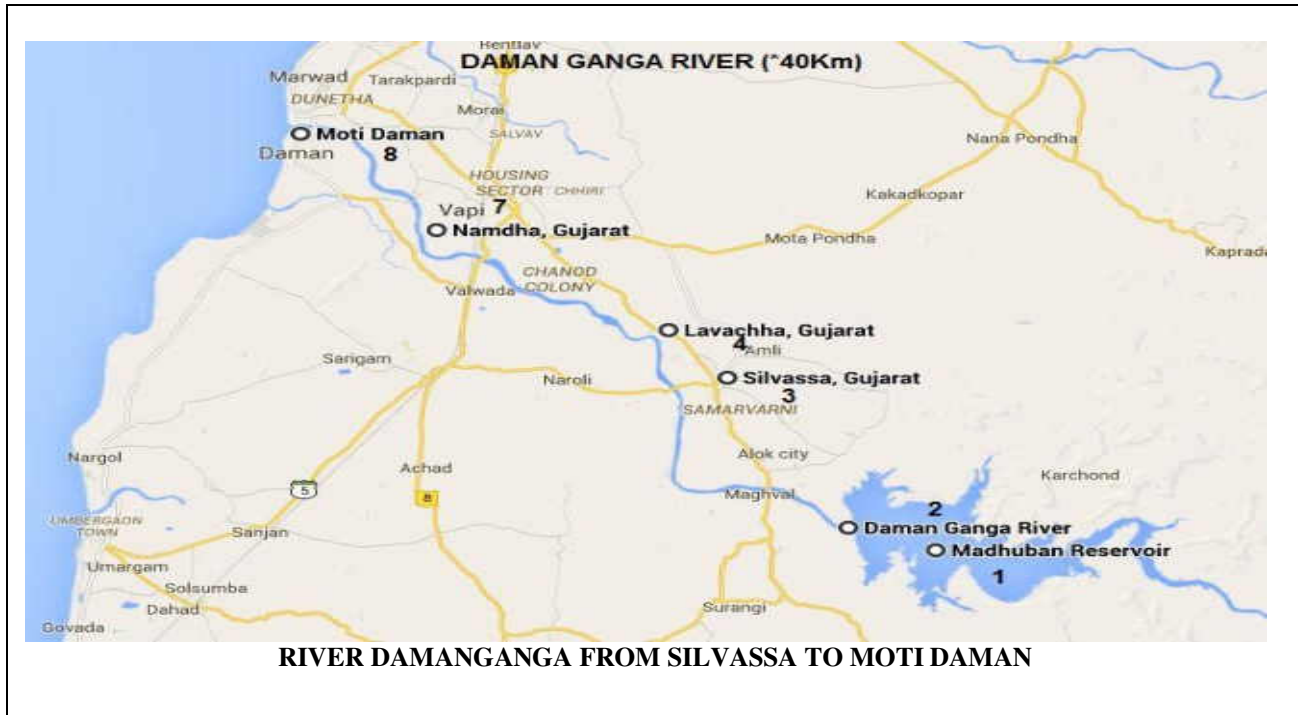 DAMAN GANGA RIVER (~40Km)
Marwad
Tarakpardi
DUNETHA
Morai
Moti Daman
SALVAV
Nana Pondha
Daman
8
HOUSING
SECTOR
CHHIRI
Kakadkopar
Vapi
7
Namdha, Gujarat
Mota Pondha
Kaprada
CHANOD
COLONY
Valwada
Lavachha, Gujarat
4
Amli
Sarigam
Naroli
Silvassa, Gujarat
3
SAMARVARNI
Nargol
Achad
Alok city
Karchond
5
8
Maghval
2
UMBERGAON
TOWN
Sanjan
Daman Ganga River
Madhuban Reservoir
1
Umargam
Solsumba
Dahad
Surangi
Govada
RIVER DAMANGANGA FROM SILVASSA TO MOTI DAMAN